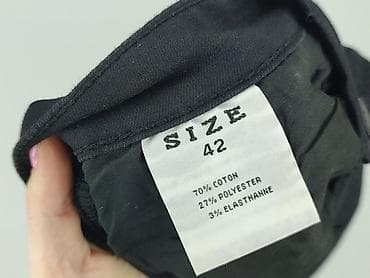 SIZE
42
70% COTON
27% POLYESTER
3% ELASTHANNE